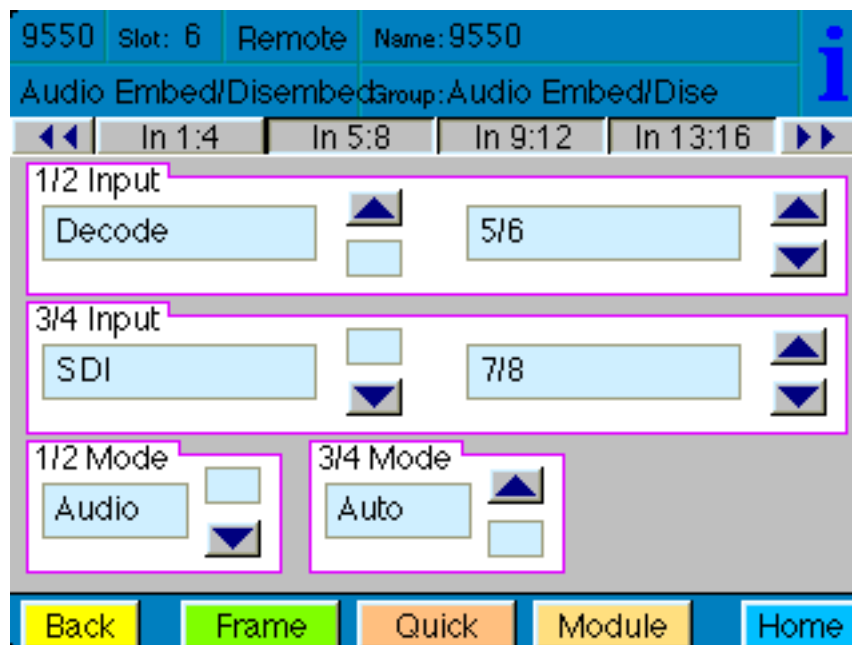 9550 Slot: 6 Remote Name: 9550
Audio Embed/Disembed Group: Audio Embed/Dise
i
In 1:4 In 5:8 In 9:12 In 13:16
1/2 Input
Decode 5/6
3/4 Input
SDI 7/8
1/2 Mode 3/4 Mode
Audio Auto
Back Frame Quick Module Home